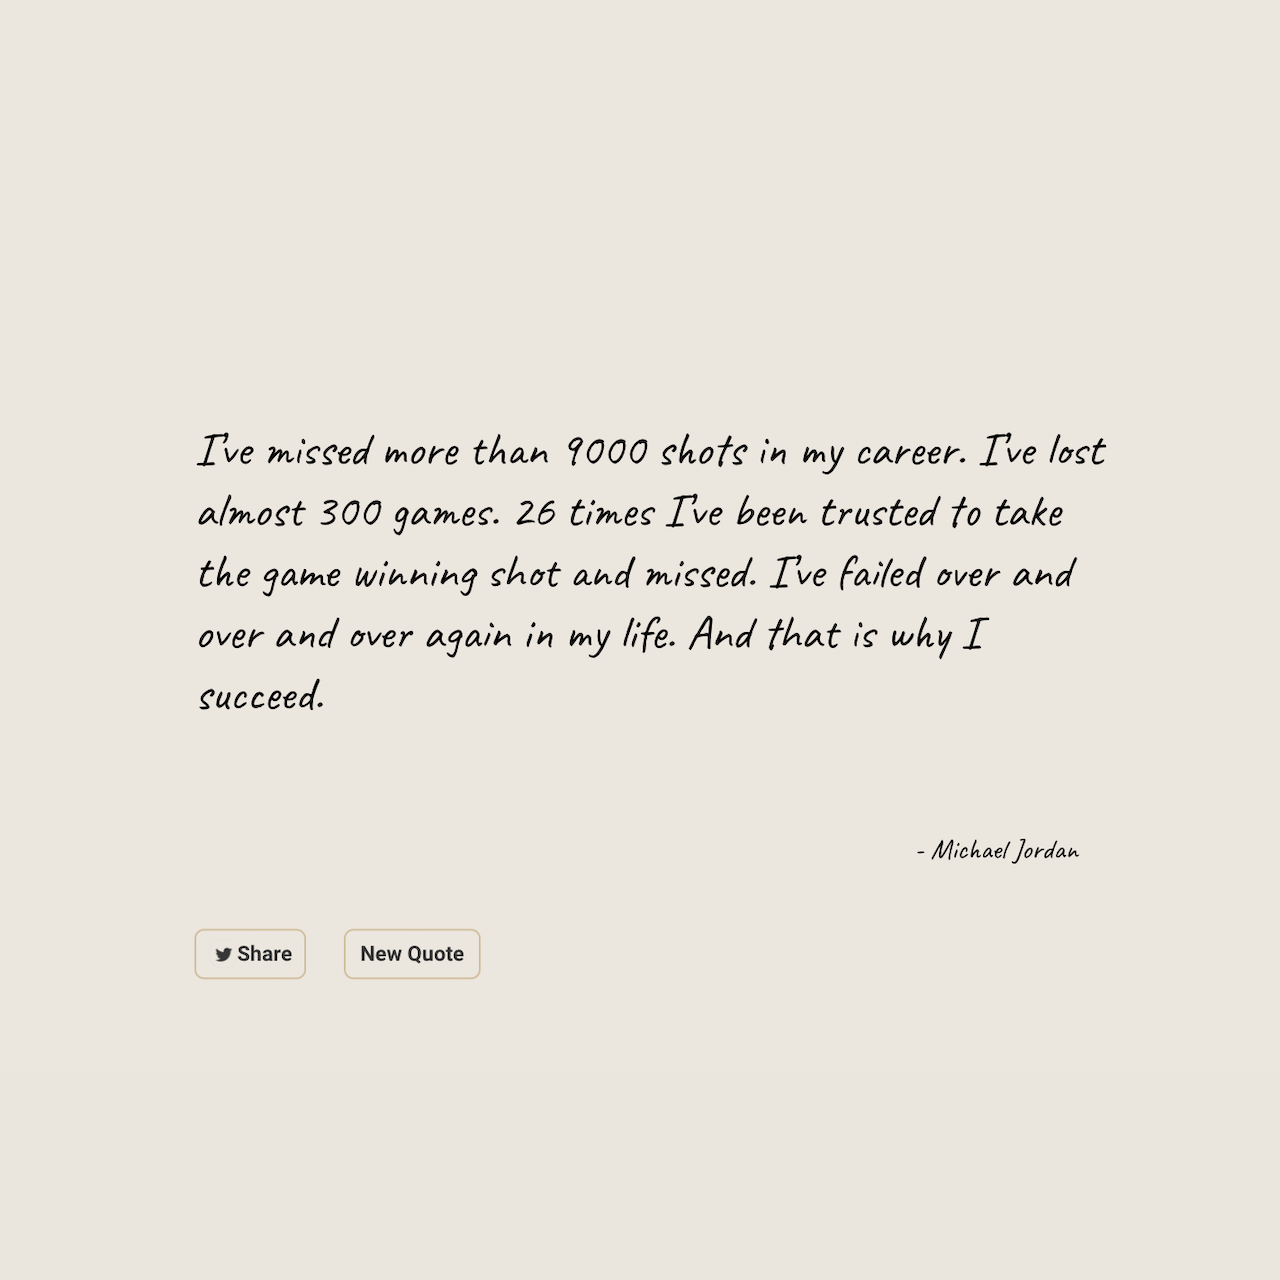 I've missed more than 9000 shots in my career. I've lost
almost 300 games. 26 times I've been trusted to take
the game winning shot and missed. I've failed over and
over and over again in my life. And that is why I
succeed.
- Michael Jordan
Share
New Quote